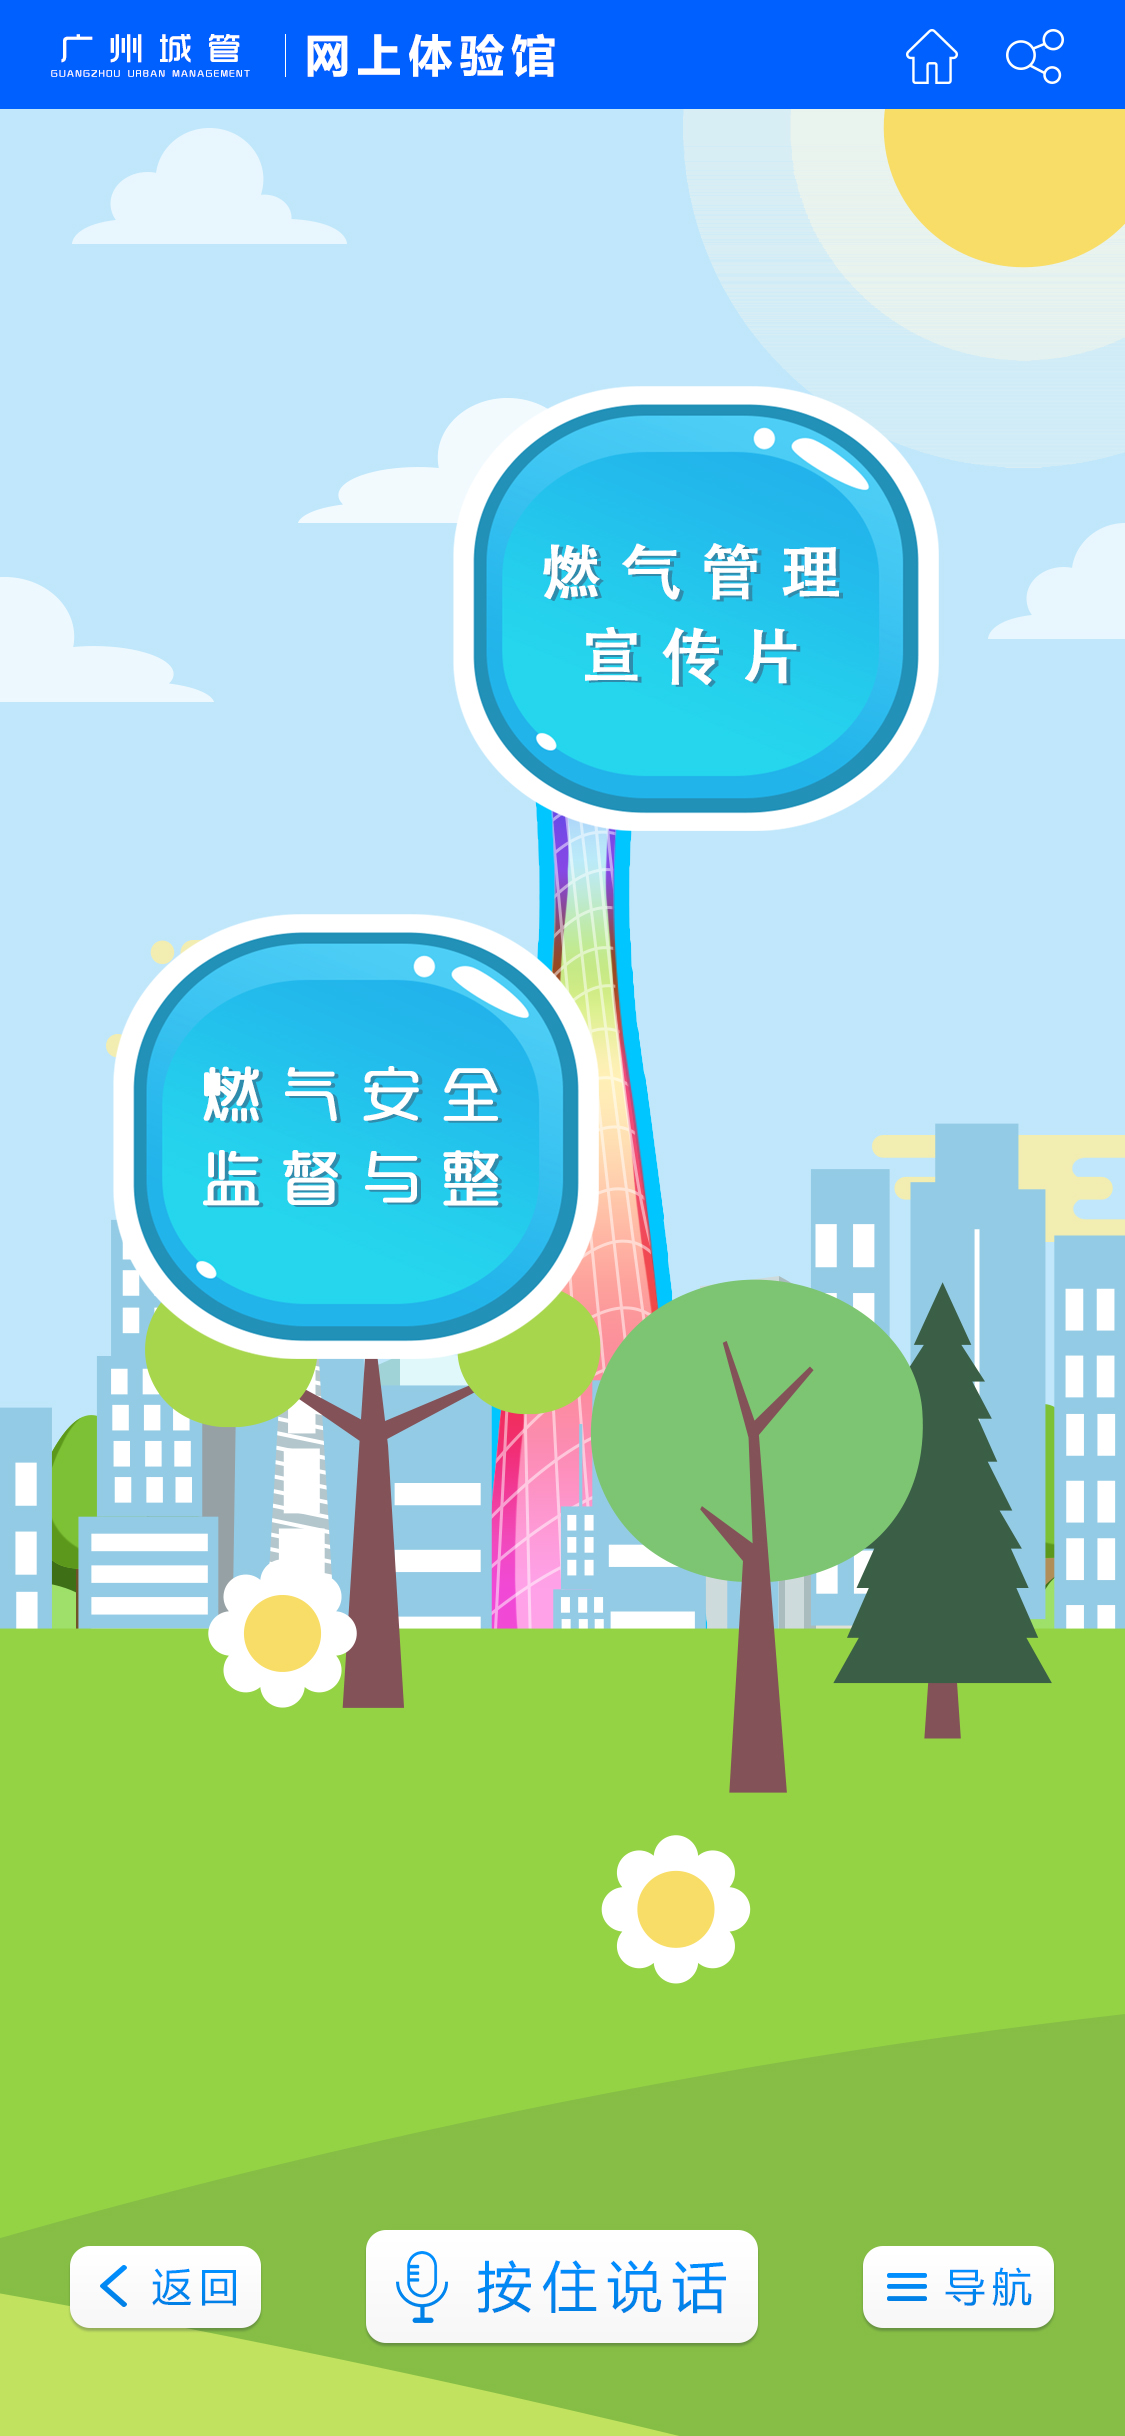 广州城管
GUANGZHOU URBAN MANAGEMENT
网上体验馆
燃气管理
宣传片
燃气安全
监督与整
返回
按住说话
导航